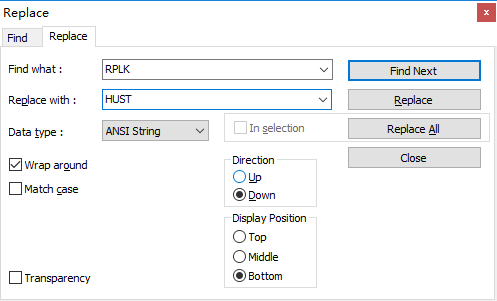 Replace
Find
Replace
Find what :
RPLK
Find Next
Replace with :
HUST
Replace
Data type :
ANSI String
In selection
Replace All
Close
Wrap around
Match case
Direction
Up
Down
Display Position
Top
Middle
Bottom
Transparency